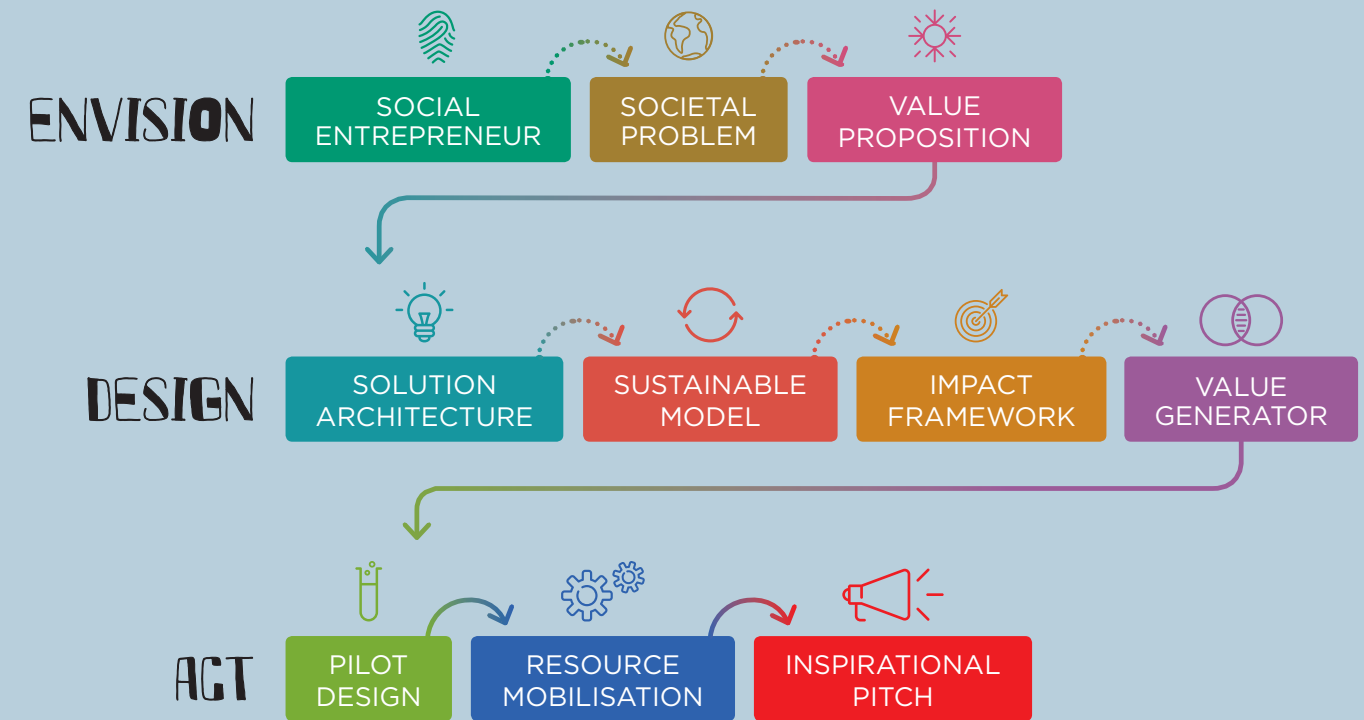 ENVISION
SOCIAL
ENTREPRENEUR
SOCIETAL
PROBLEM
VALUE
PROPOSITION
DESIGN
SOLUTION
ARCHITECTURE
SUSTAINABLE
MODEL
IMPACT
FRAMEWORK
VALUE
GENERATOR
ACT
PILOT
DESIGN
RESOURCE
MOBILISATION
INSPIRATIONAL
PITCH